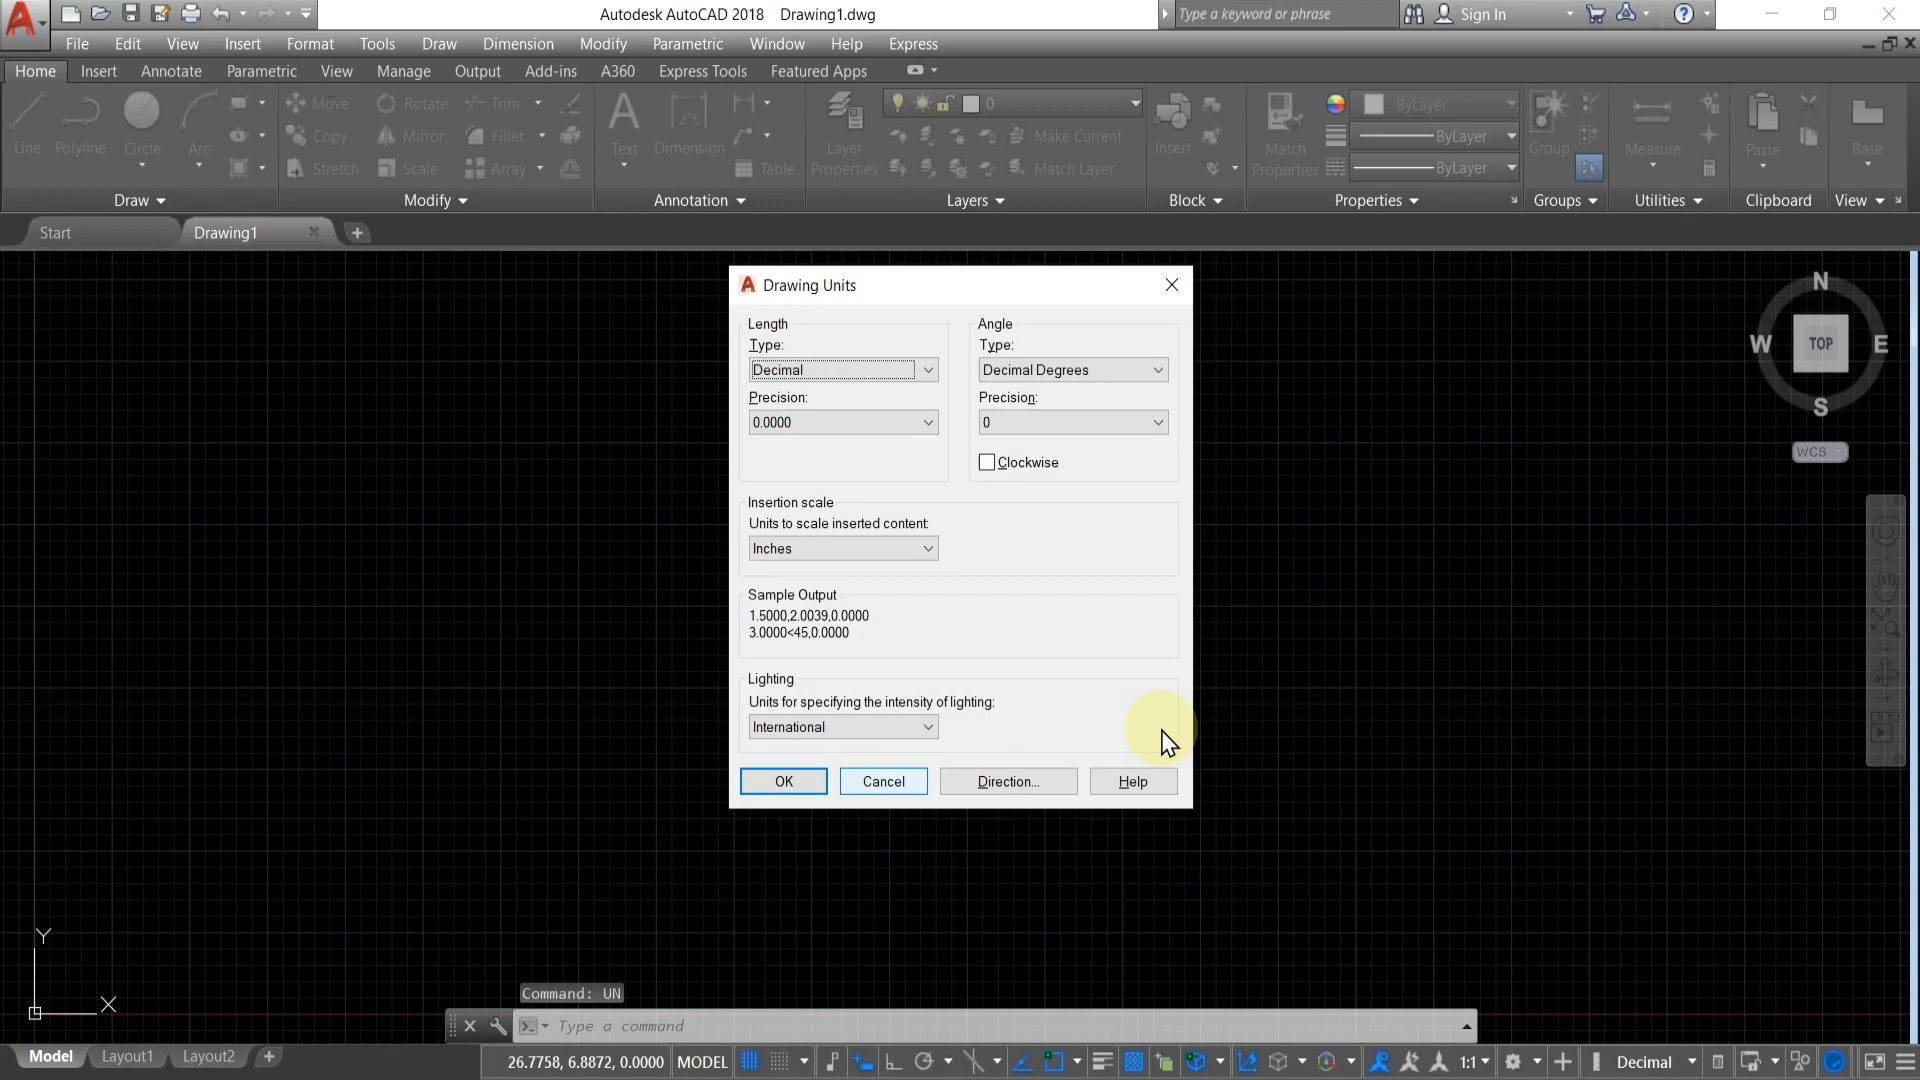 Autodesk AutoCAD 2018 Drawing1.dwg
Type a keyword or phrase
Sign In
File Edit View Insert Format Tools Draw Dimension Modify Parametric Window Help Express
Home Insert Annotate Parametric View Manage Output Add-ins A360 Express Tools Featured Apps
Line Polyline Circle Arc
Move Rotate Trim
Copy Mirror Fillet
Stretch Scale Array
Text Dimension
Table
Layer Properties
0
Make Current
Match Layer
Insert
Match Properties
ByLayer
ByLayer
ByLayer
Group
Measure
Paste
Base
Draw Modify Annotation Layers Block Properties Groups Utilities Clipboard View
Start Drawing1
Drawing Units
Length
Type:
Decimal
Precision:
0.0000
Angle
Type:
Decimal Degrees
Precision:
0
Clockwise
Insertion scale
Units to scale inserted content:
Inches
Sample Output
1.5000,2.0039,0.0000
3.0000<45,0.0000
Lighting
Units for specifying the intensity of lighting:
International
OK Cancel Direction... Help
N
W TOP E
S
WCS
Y
X
Command: UN
Type a command
Model Layout1 Layout2
26.7758, 6.8872, 0.0000 MODEL 1:1 Decimal